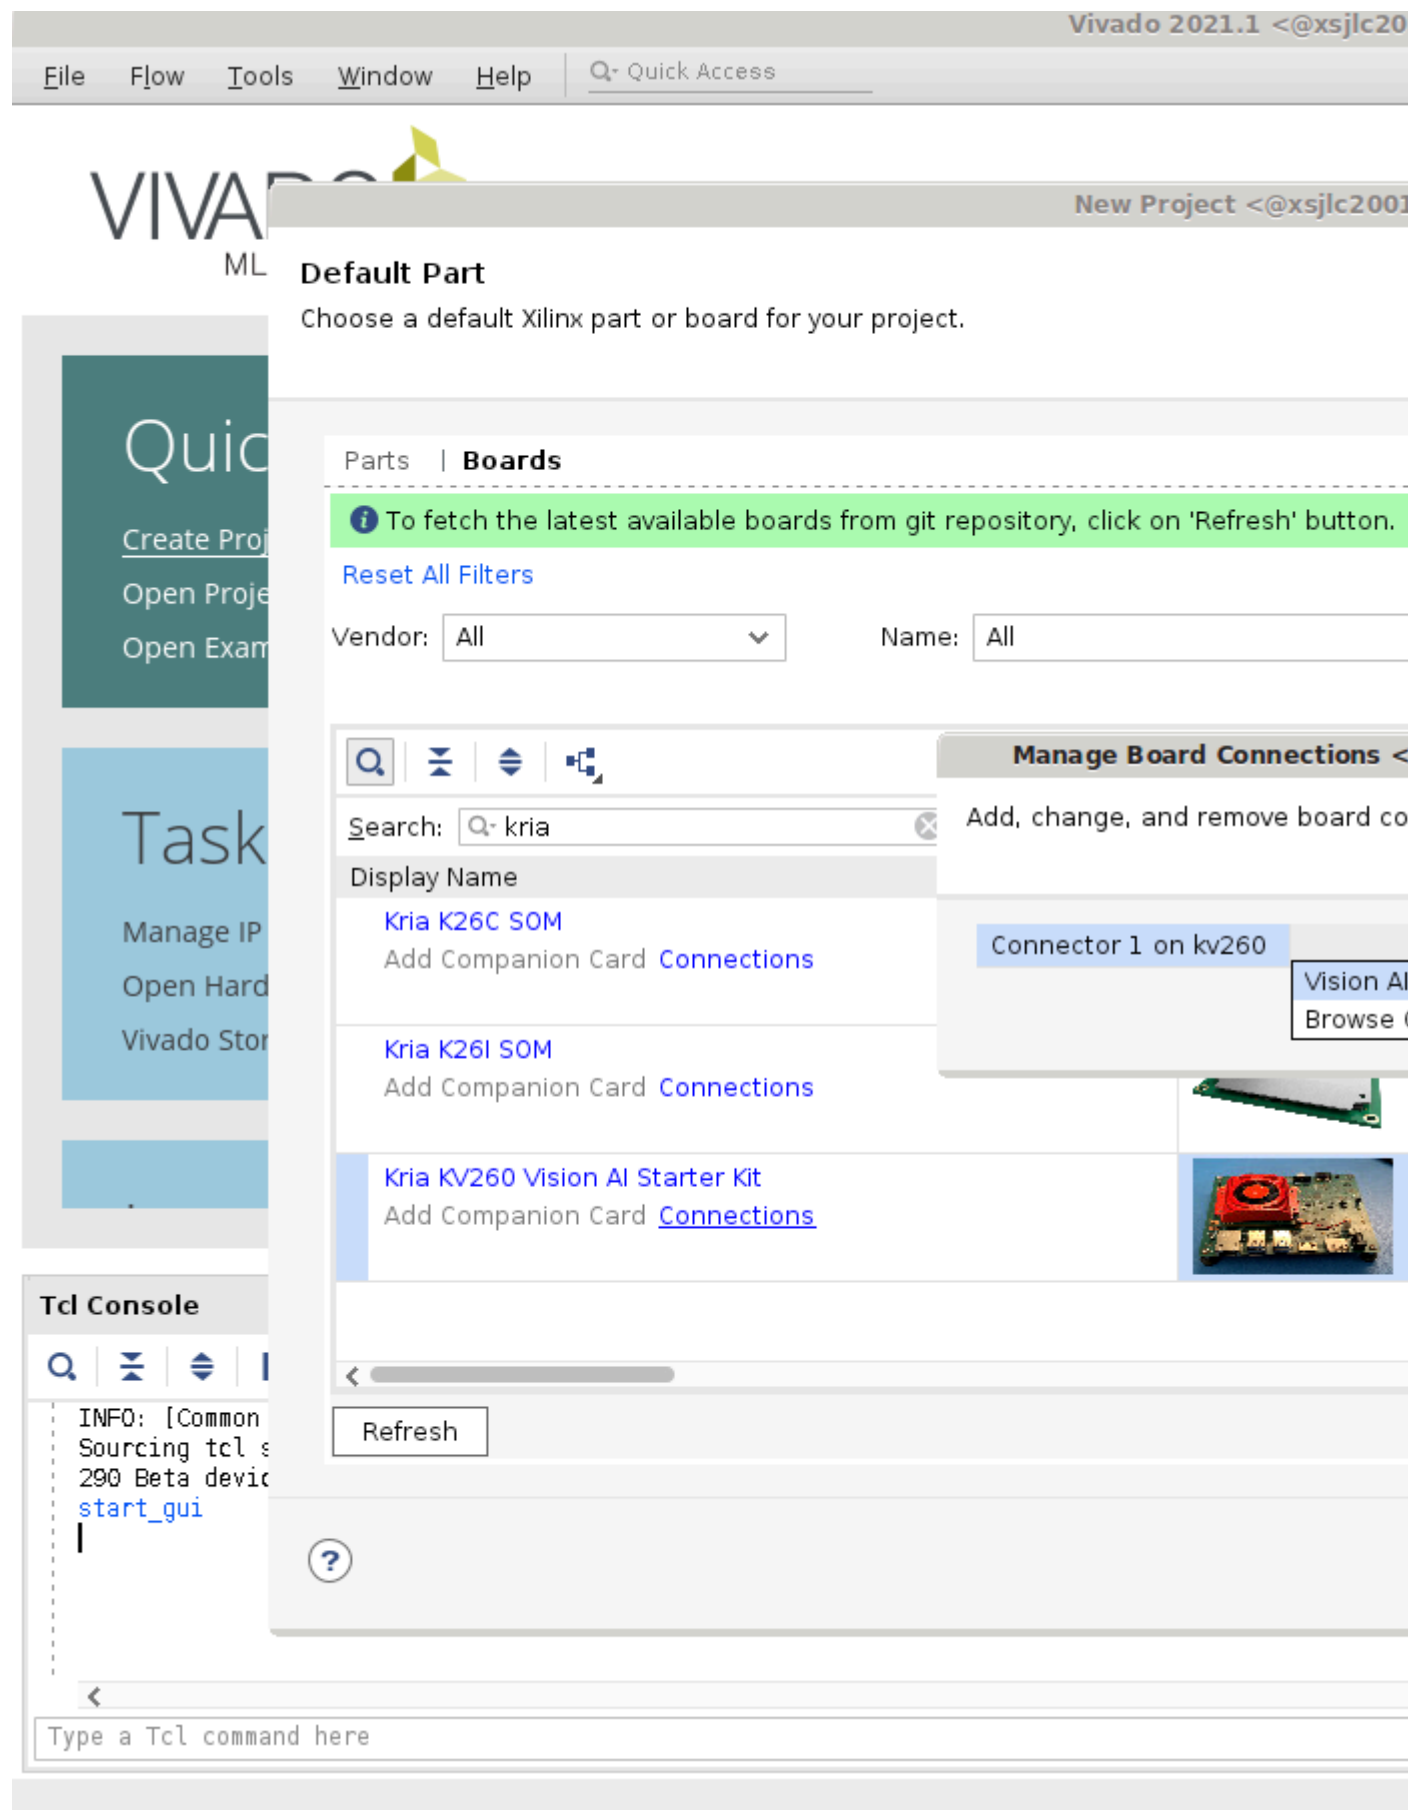 Vivado 2021.1 <@xsjlc20
File Flow Tools Window Help Quick Access
VIVADO
ML
New Project <@xsjlc2001
Default Part
Choose a default Xilinx part or board for your project.
Quic
Create Proj
Open Proje
Open Exam
Parts | Boards
To fetch the latest available boards from git repository, click on 'Refresh' button.
Reset All Filters
Vendor: All Name: All
Task
Manage IP
Open Hard
Vivado Stor
Manage Board Connections <
Add, change, and remove board co
Search: kria
Display Name
Kria K26C SOM
Add Companion Card Connections
Connector 1 on kv260
Vision AI
Browse
Kria K26I SOM
Add Companion Card Connections
Kria KV260 Vision AI Starter Kit
Add Companion Card Connections
Refresh
Tcl Console
INFO: [Common
Sourcing tcl s
290 Beta devic
start_gui
Type a Tcl command here